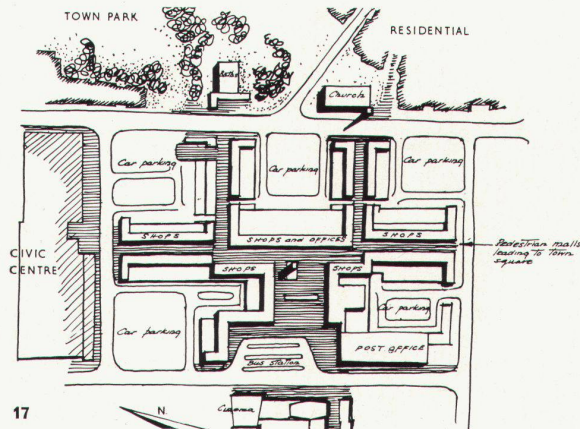 TOWN PARK
RESIDENTIAL
Church
Car parking
Car parking
Car parking
SHOPS
SHOPS and OFFICES
SHOPS
Pedestrian malls
leading to Town
square
CIVIC
CENTRE
SHOPS
SHOPS
Car parking
Car parking
POST OFFICE
Bus station
17
N.
Cinema